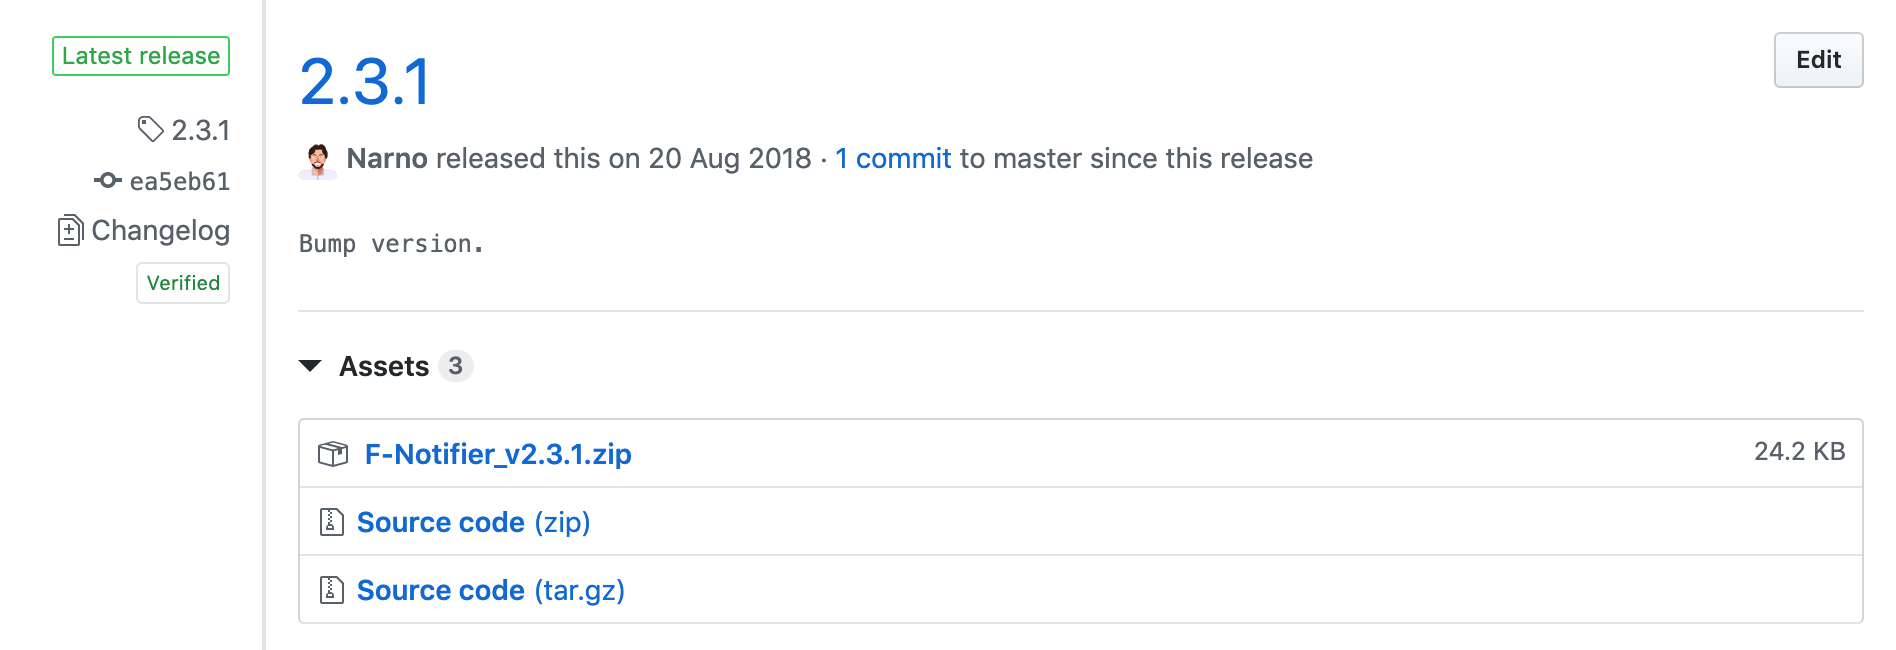 Latest release
2.3.1
ea5eb61
Changelog
Verified
2.3.1
Edit
Narno released this on 20 Aug 2018 · 1 commit to master since this release
Bump version.
Assets 3
F-Notifier_v2.3.1.zip 24.2 KB
Source code (zip)
Source code (tar.gz)